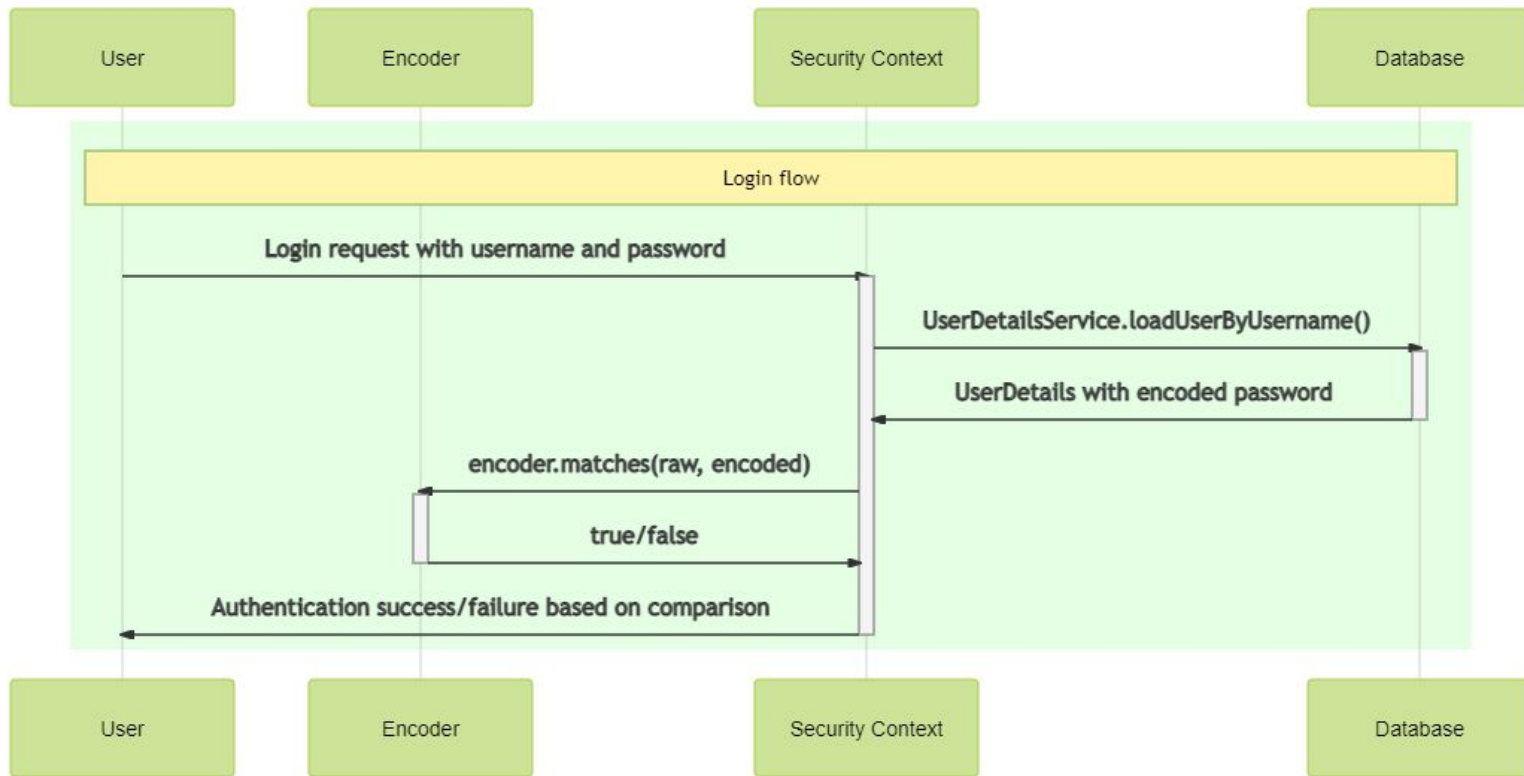 User
Encoder
Security Context
Database
Login flow
Login request with username and password
UserDetailsService.loadUserByUsername()
UserDetails with encoded password
encoder.matches(raw, encoded)
true/false
Authentication success/failure based on comparison
User
Encoder
Security Context
Database